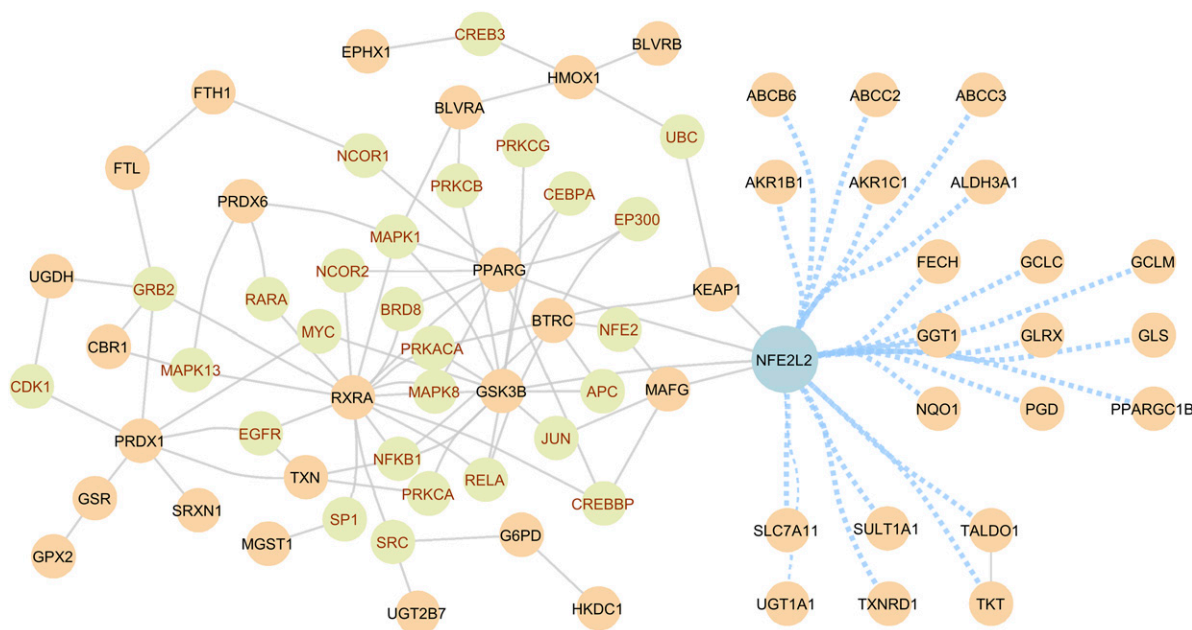 CREB3
EPHX1
BLVRB
HMOX1
FTH1
BLVRA
ABCB6
ABCC2
ABCC3
UBC
PRKCG
NCOR1
FTL
PRKCB
CEBPA
AKR1B1
AKR1C1
ALDH3A1
PRDX6
EP300
MAPK1
FECH
GCLC
GCLM
UGDH
NCOR2
PPARG
KEAP1
GRB2
RARA
BRD8
BTRC
NFE2
MYC
GGT1
GLRX
GLS
CBR1
PRKACA
NFE2L2
MAPK13
CDK1
RXRA
MAPK8
GSK3B
APC
MAFG
NQO1
PGD
PPARGC1B
PRDX1
EGFR
JUN
NFKB1
TXN
RELA
GSR
SRXN1
PRKCA
CREBBP
SP1
SLC7A11
SULT1A1
TALDO1
MGST1
SRC
G6PD
GPX2
UGT2B7
HKDC1
UGT1A1
TXNRD1
TKT